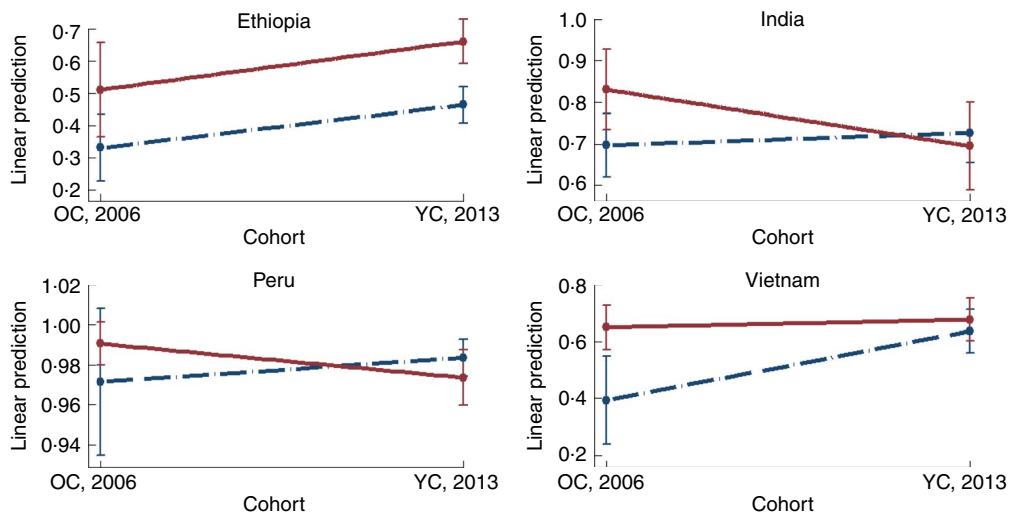 Ethiopia
Linear prediction
0·7
0·6
0·5
0·4
0·3
0·2
OC, 2006
YC, 2013
Cohort
India
Linear prediction
1·0
0·9
0·8
0·7
0·6
OC, 2006
YC, 2013
Cohort
Peru
Linear prediction
1·02
1·00
0·98
0·96
0·94
OC, 2006
YC, 2013
Cohort
Vietnam
Linear prediction
0·8
0·6
0·4
0·2
OC, 2006
YC, 2013
Cohort